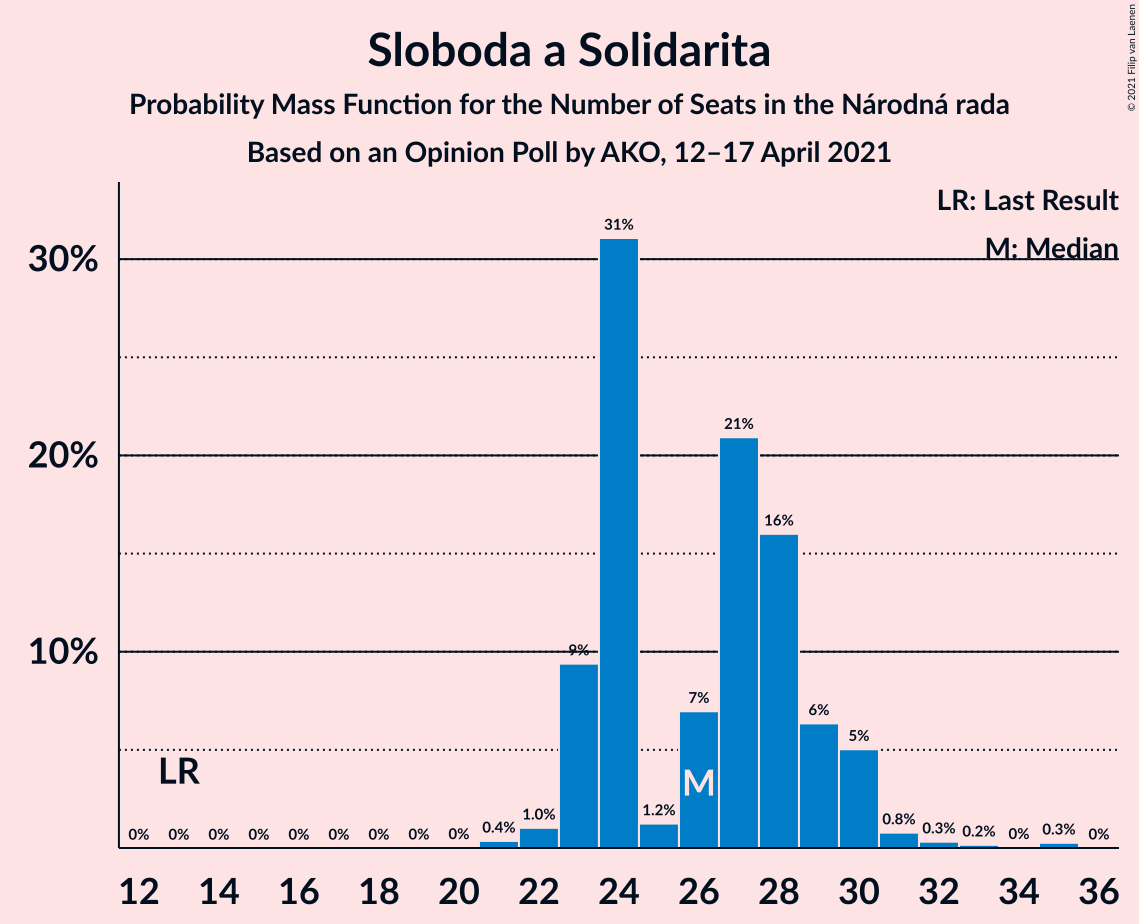 Sloboda a Solidarita
Probability Mass Function for the Number of Seats in the Národná rada
Based on an Opinion Poll by AKO, 12–17 April 2021
© 2021 Filip van Laenen
LR: Last Result
M: Median
30%
20%
10%
0% 0% 0% 0% 0% 0% 0% 0% 0% 0.4% 1.0% 9% 31% 1.2% 7% 21% 16% 6% 5% 0.8% 0.3% 0.2% 0% 0.3% 0%
LR
M
12 14 16 18 20 22 24 26 28 30 32 34 36